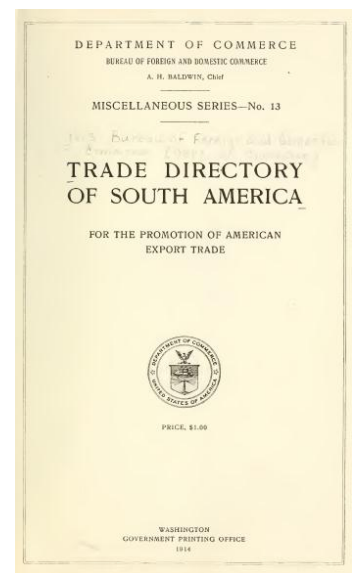 DEPARTMENT OF COMMERCE
BUREAU OF FOREIGN AND DOMESTIC COMMERCE
A. H. BALDWIN, Chief
MISCELLANEOUS SERIES—No. 13
TRADE DIRECTORY
OF SOUTH AMERICA
FOR THE PROMOTION OF AMERICAN
EXPORT TRADE
DEPARTMENT OF COMMERCE
UNITED STATES OF AMERICA
PRICE, $1.00
WASHINGTON
GOVERNMENT PRINTING OFFICE
1914